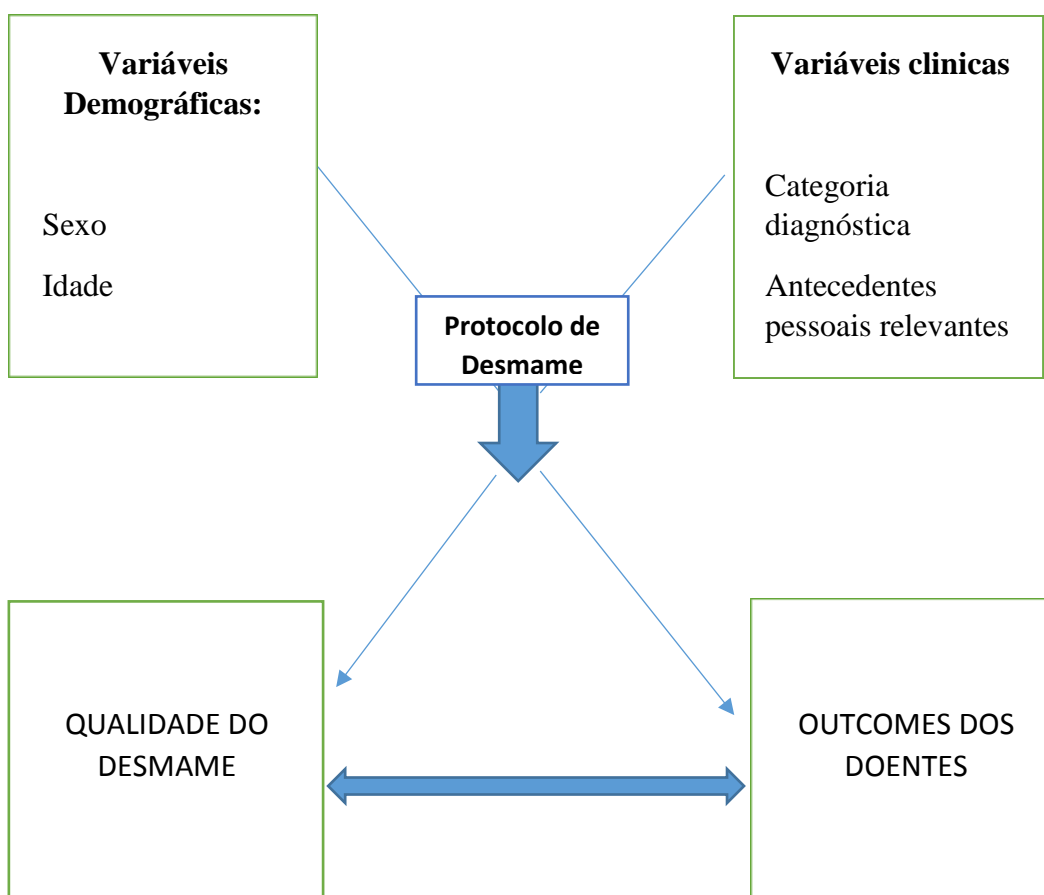 Variáveis
Demográficas:
Sexo
Idade
Variáveis clinicas
Categoria
diagnóstica
Antecedentes
pessoais relevantes
Protocolo de
Desmame
QUALIDADE DO
DESMAME
OUTCOMES DOS
DOENTES